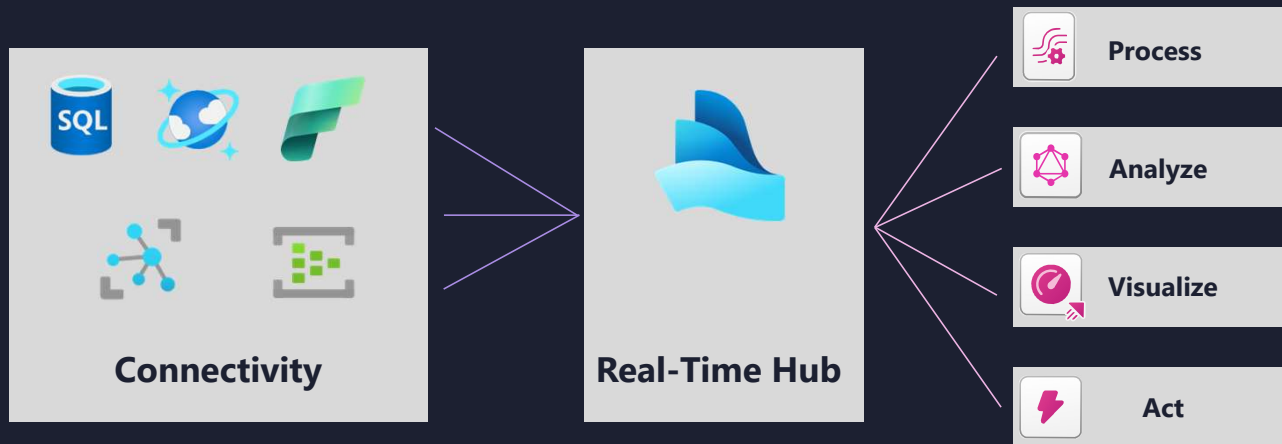 SQL
Connectivity
Real-Time Hub
Process
Analyze
Visualize
Act